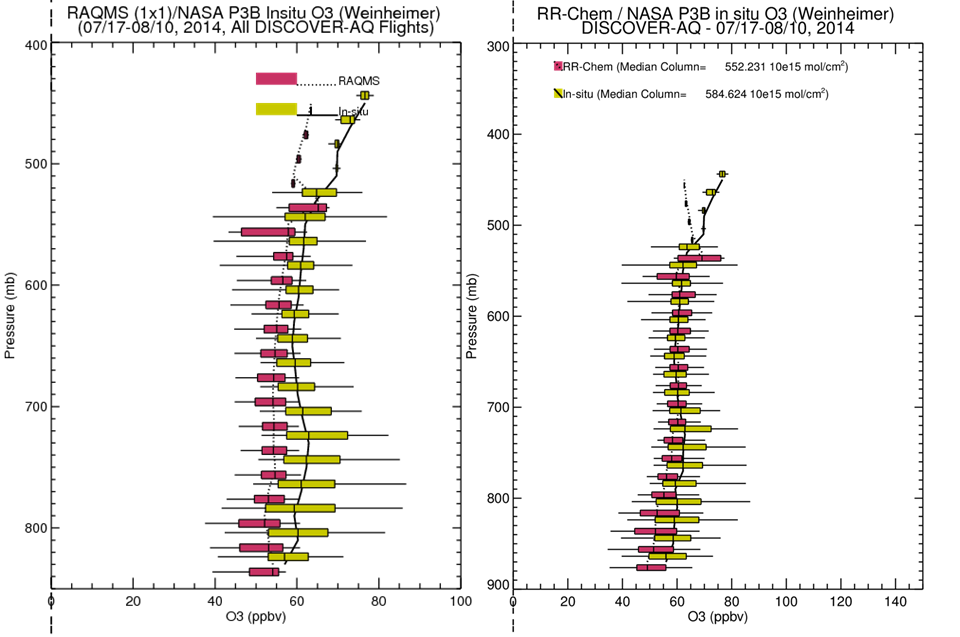 RAQMS (1x1)/NASA P3B Insitu O3 (Weinheimer)
(07/17-08/10, 2014, All DISCOVER-AQ Flights)
400
500
600
700
800
Pressure (mb)
RAQMS
In-situ
0
20
40
60
80
100
O3 (ppbv)
RR-Chem / NASA P3B in situ O3 (Weinheimer)
DISCOVER-AQ - 07/17-08/10, 2014
300
400
500
600
700
800
900
Pressure (mb)
RR-Chem (Median Column= 552.231 10e15 mol/cm²)
In-situ (Median Column= 584.624 10e15 mol/cm²)
0
20
40
60
80
100
120
140
O3 (ppbv)